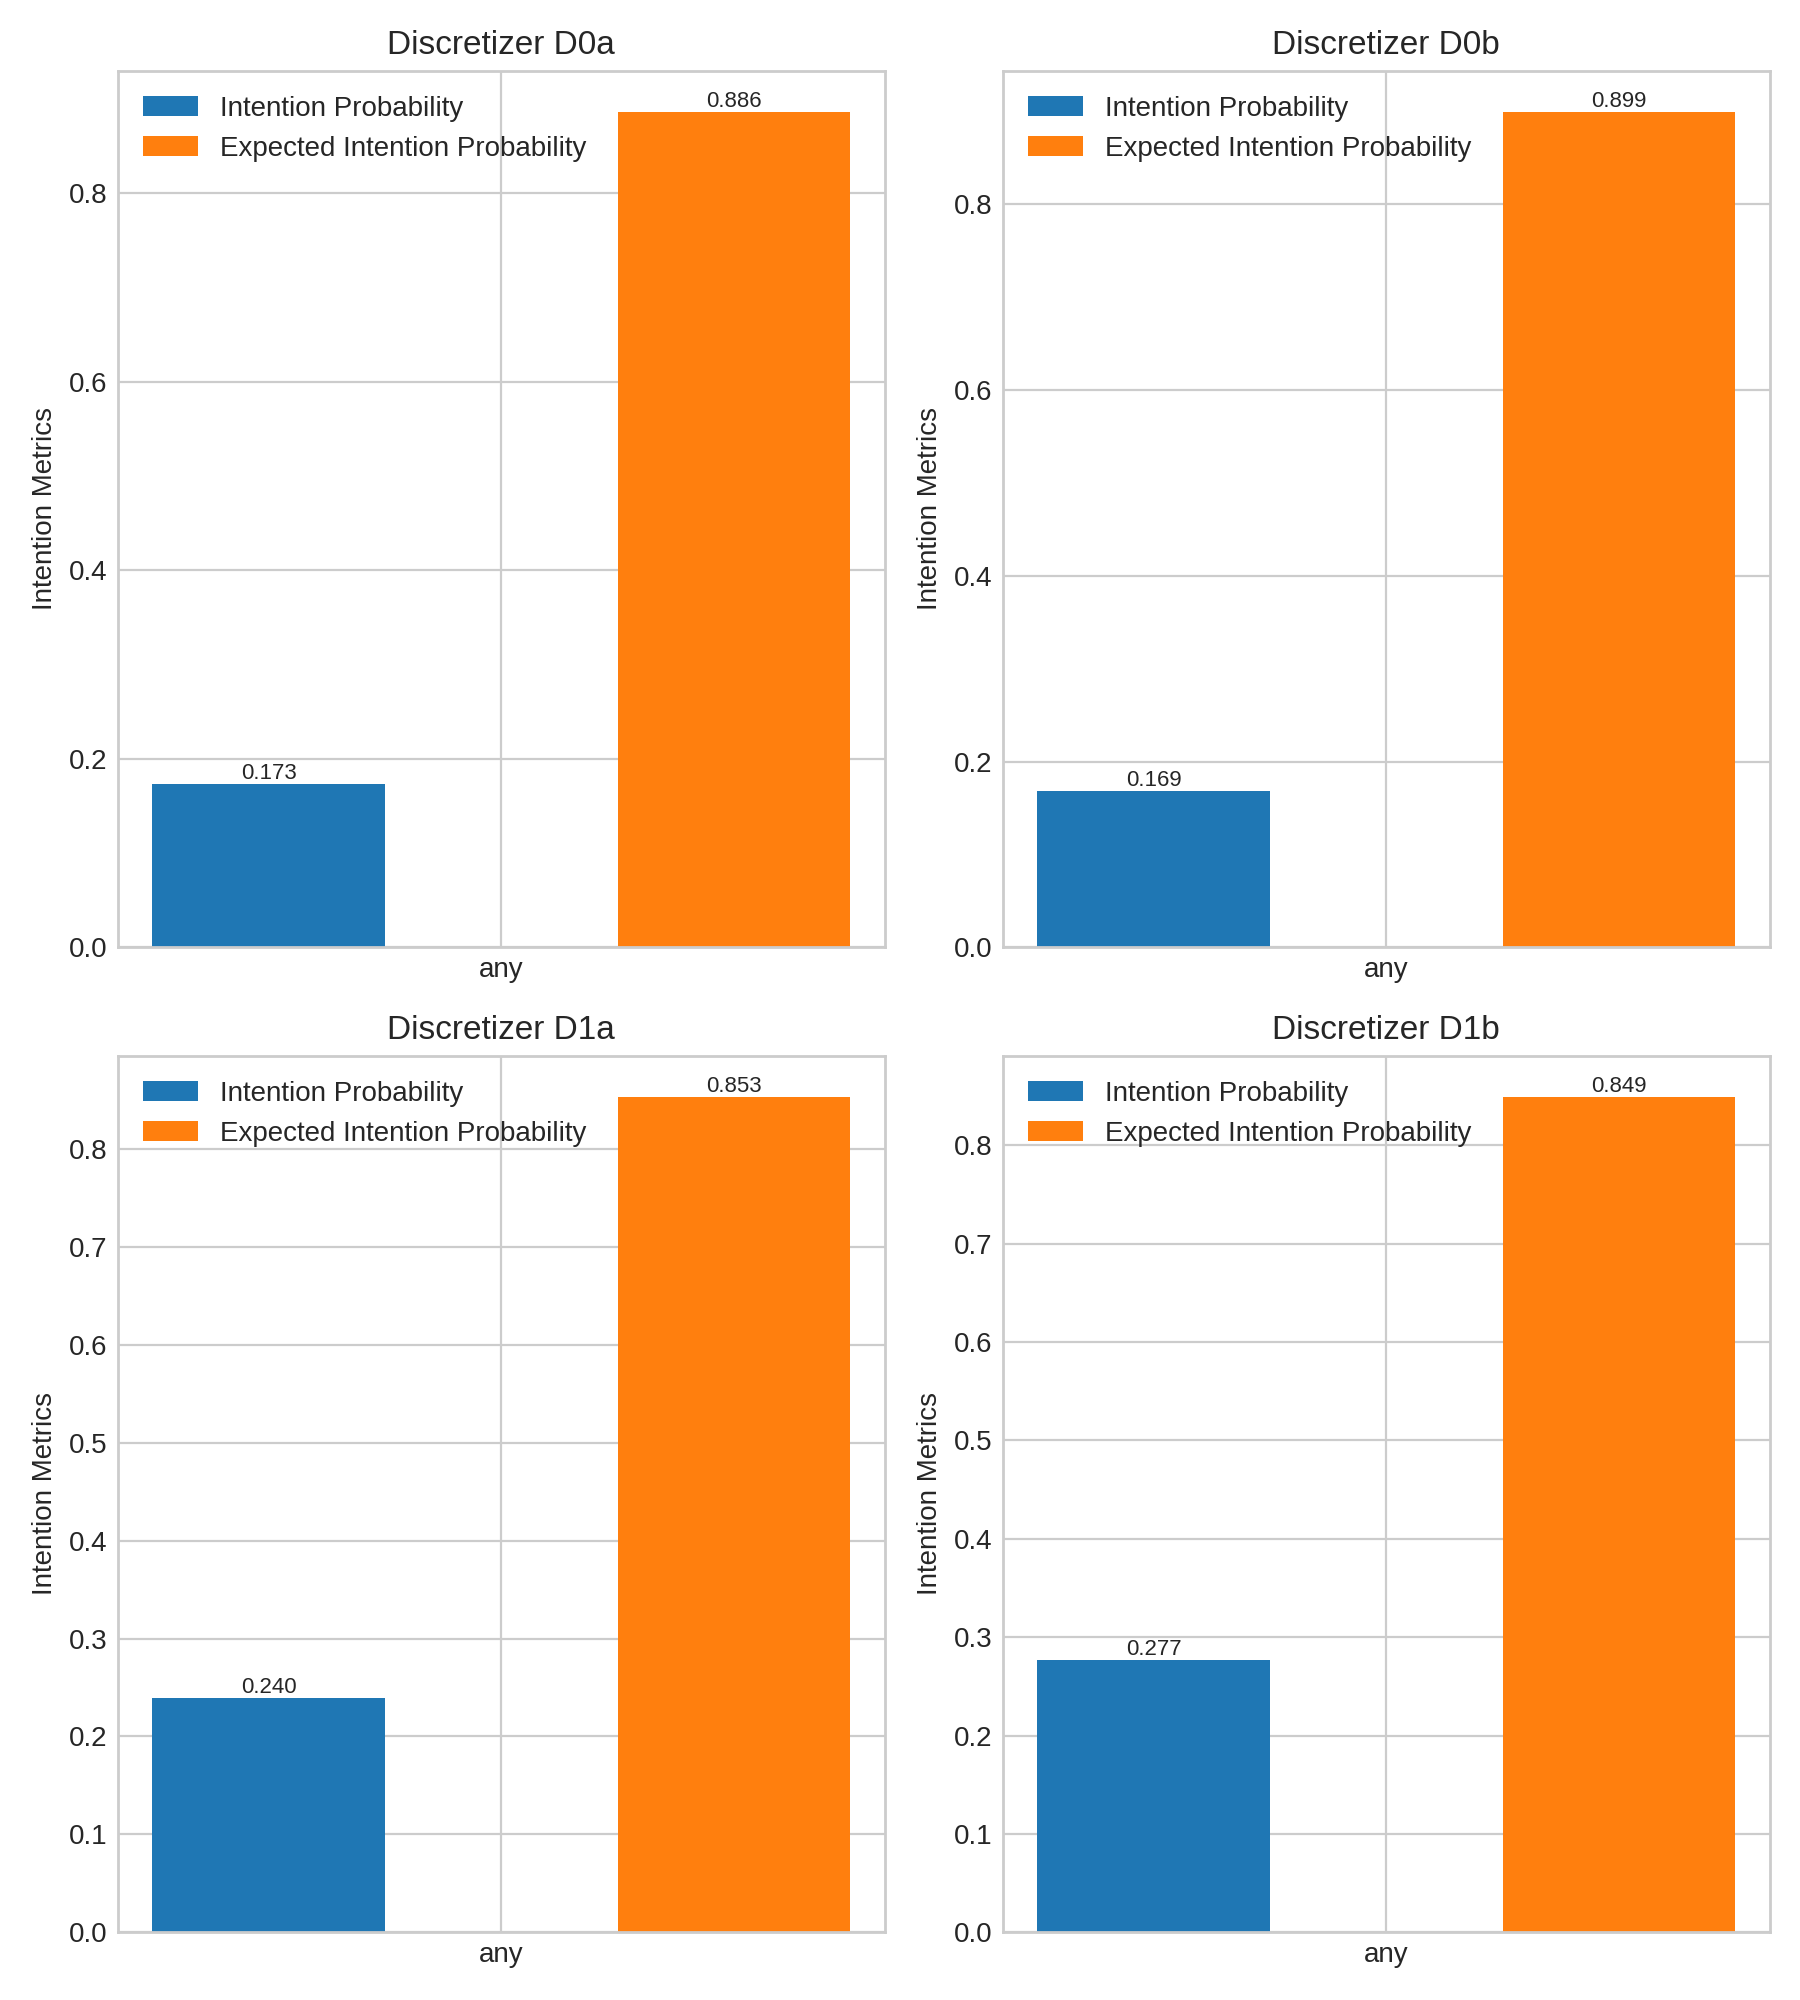 Discretizer D0a
Intention Probability
Expected Intention Probability
0.886
0.173
0.8
0.6
0.4
0.2
0.0
Intention Metrics
any
Discretizer D0b
Intention Probability
Expected Intention Probability
0.899
0.169
0.8
0.6
0.4
0.2
0.0
Intention Metrics
any
Discretizer D1a
Intention Probability
Expected Intention Probability
0.853
0.240
0.8
0.7
0.6
0.5
0.4
0.3
0.2
0.1
0.0
Intention Metrics
any
Discretizer D1b
Intention Probability
Expected Intention Probability
0.849
0.277
0.8
0.7
0.6
0.5
0.4
0.3
0.2
0.1
0.0
Intention Metrics
any